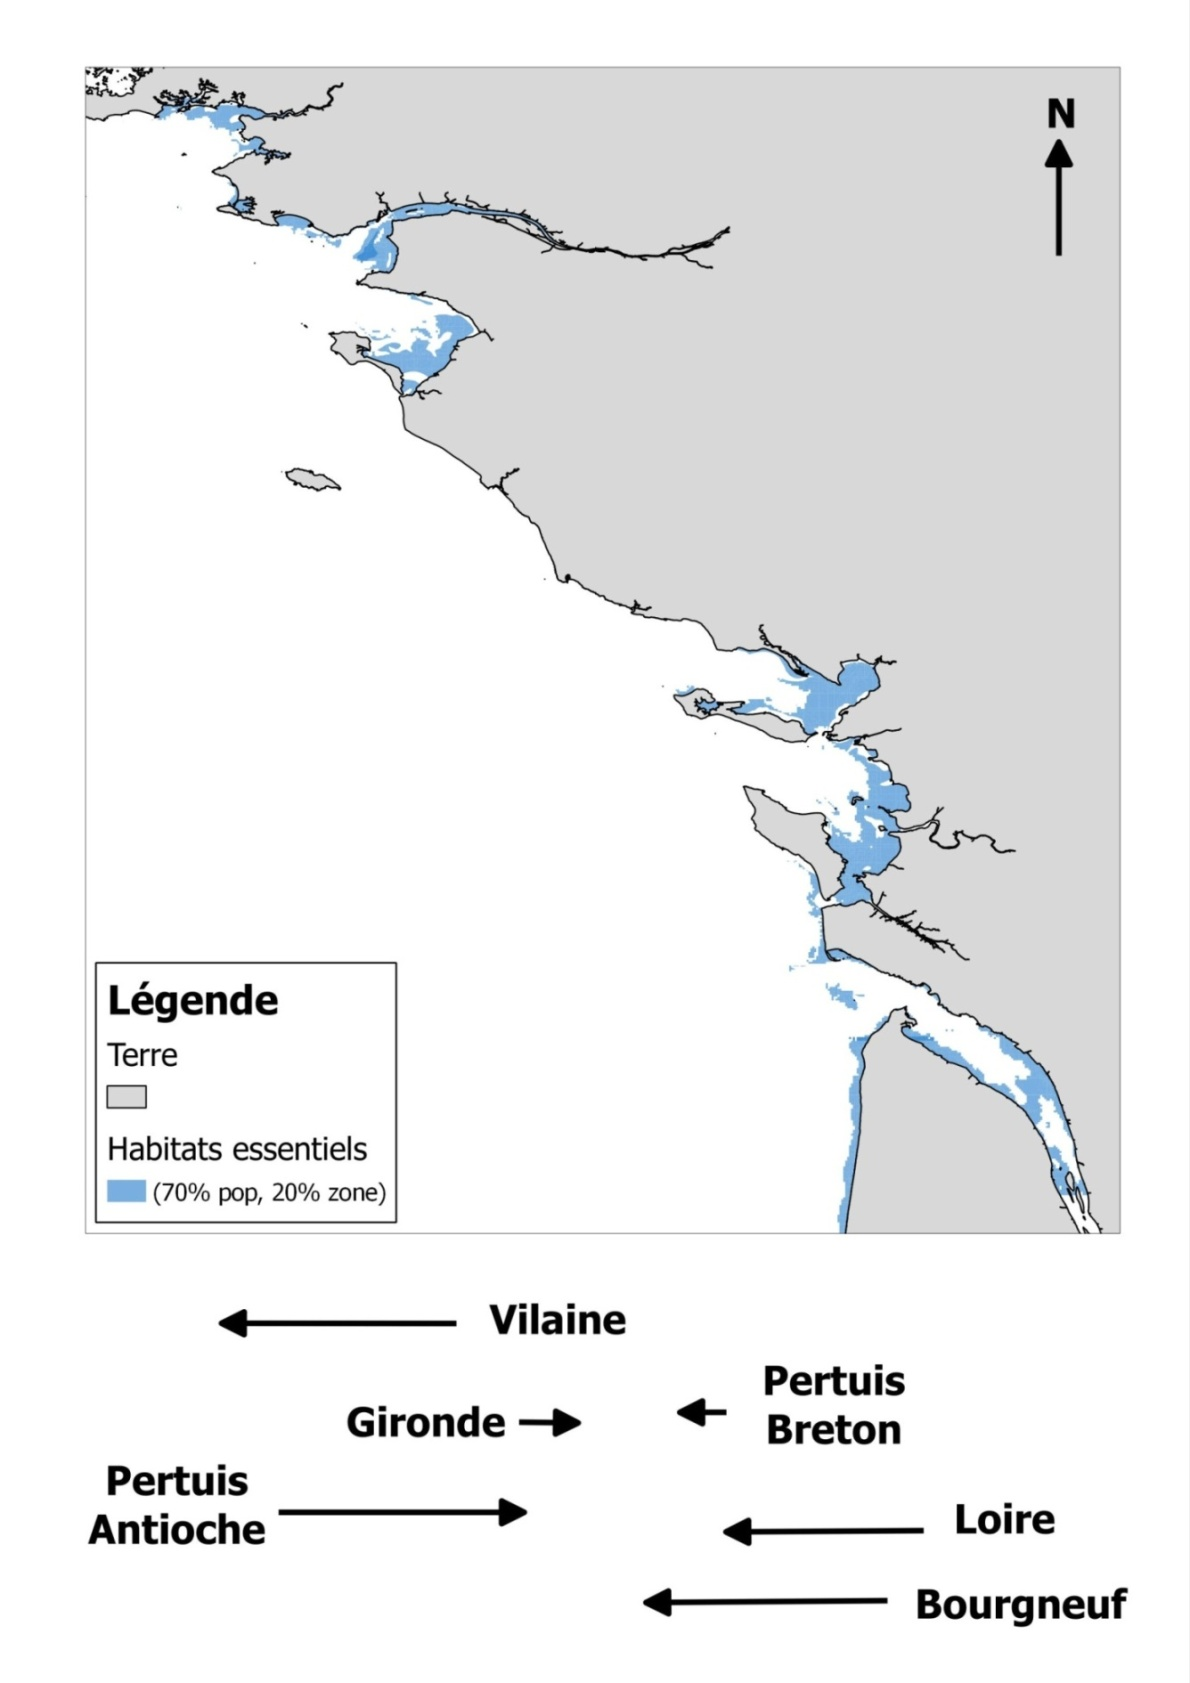 N
Légende
Terre
Habitats essentiels
(70% pop, 20% zone)
Vilaine
Pertuis
Breton
Gironde
Pertuis
Antioche
Loire
Bourgneuf